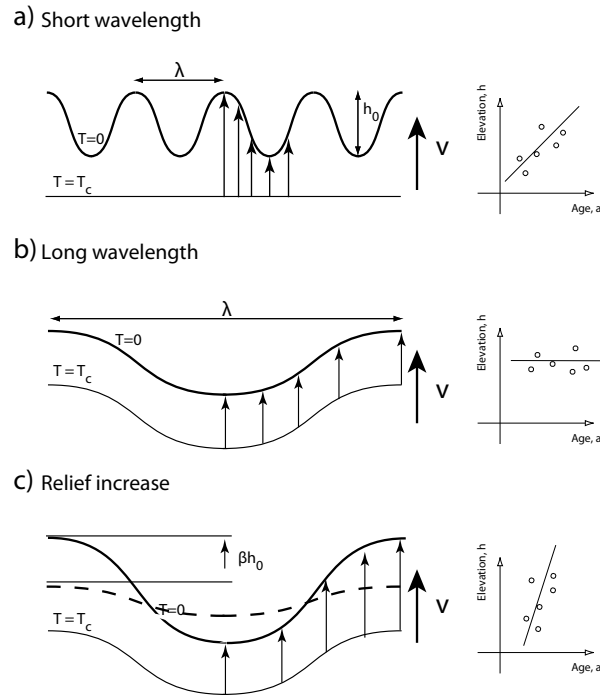 a) Short wavelength
λ
h0
T=0
T = Tc
v
Elevation, h
Age, a
b) Long wavelength
λ
T=0
T = Tc
v
Elevation, h
Age, a
c) Relief increase
βh0
T=0
T = Tc
v
Elevation, h
Age, a